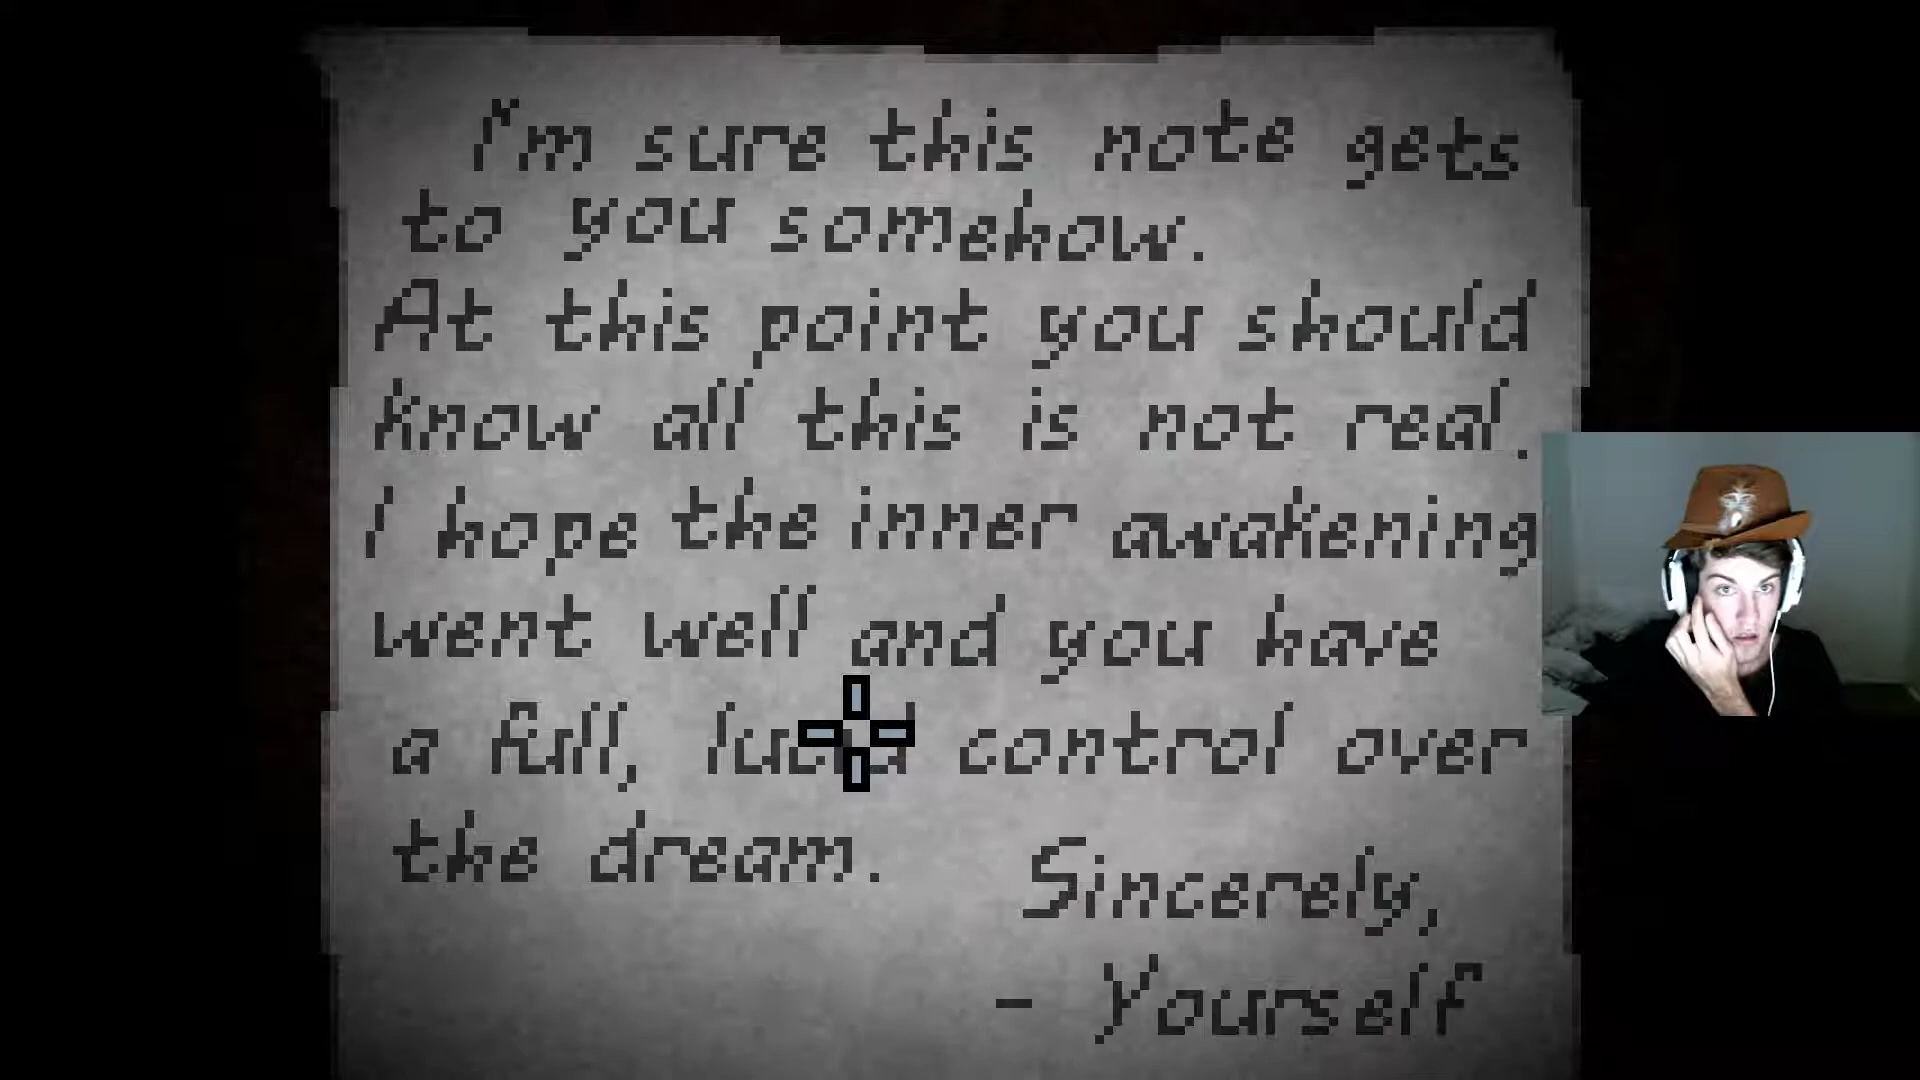 I'm sure this note gets
to you somehow.
At this point you should
know all this is not real.
I hope the inner awakening
went well and you have
a full, lucid control over
the dream.
Sincerely,
- Yourself